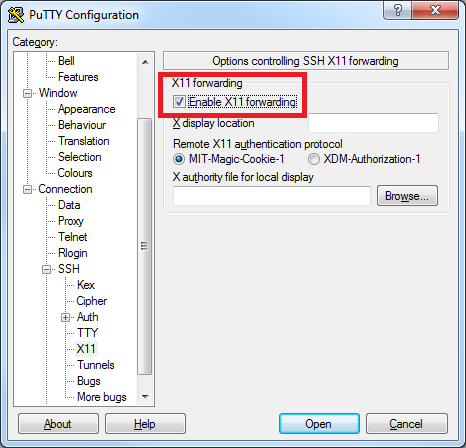 PuTTY Configuration
Category:
Bell
Features
Window
Appearance
Behaviour
Translation
Selection
Colours
Connection
Data
Proxy
Telnet
Rlogin
SSH
Kex
Cipher
Auth
TTY
X11
Tunnels
Bugs
More bugs
Options controlling SSH X11 forwarding
X11 forwarding
Enable X11 forwarding
X display location
Remote X11 authentication protocol
MIT-Magic-Cookie-1 XDM-Authorization-1
X authority file for local display
Browse...
About Help Open Cancel